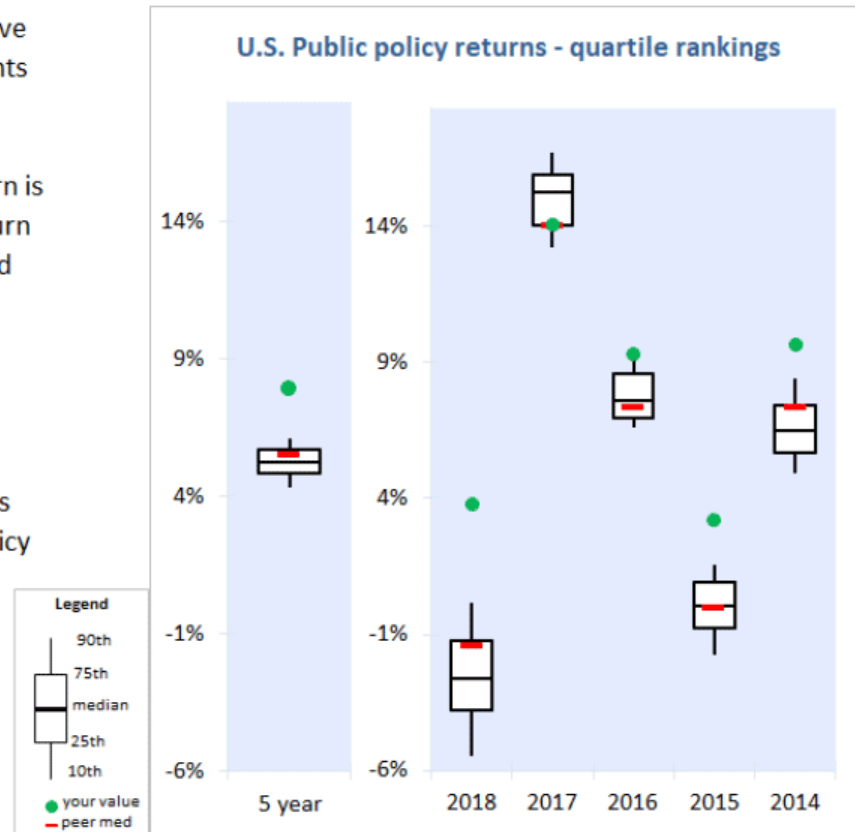 ve
nts
rn is
urn
d
s
icy
U.S. Public policy returns - quartile rankings
14%
9%
4%
-1%
-6%
5 year
14%
9%
4%
-1%
-6%
2018 2017 2016 2015 2014
Legend
90th
75th
median
25th
10th
your value
peer med